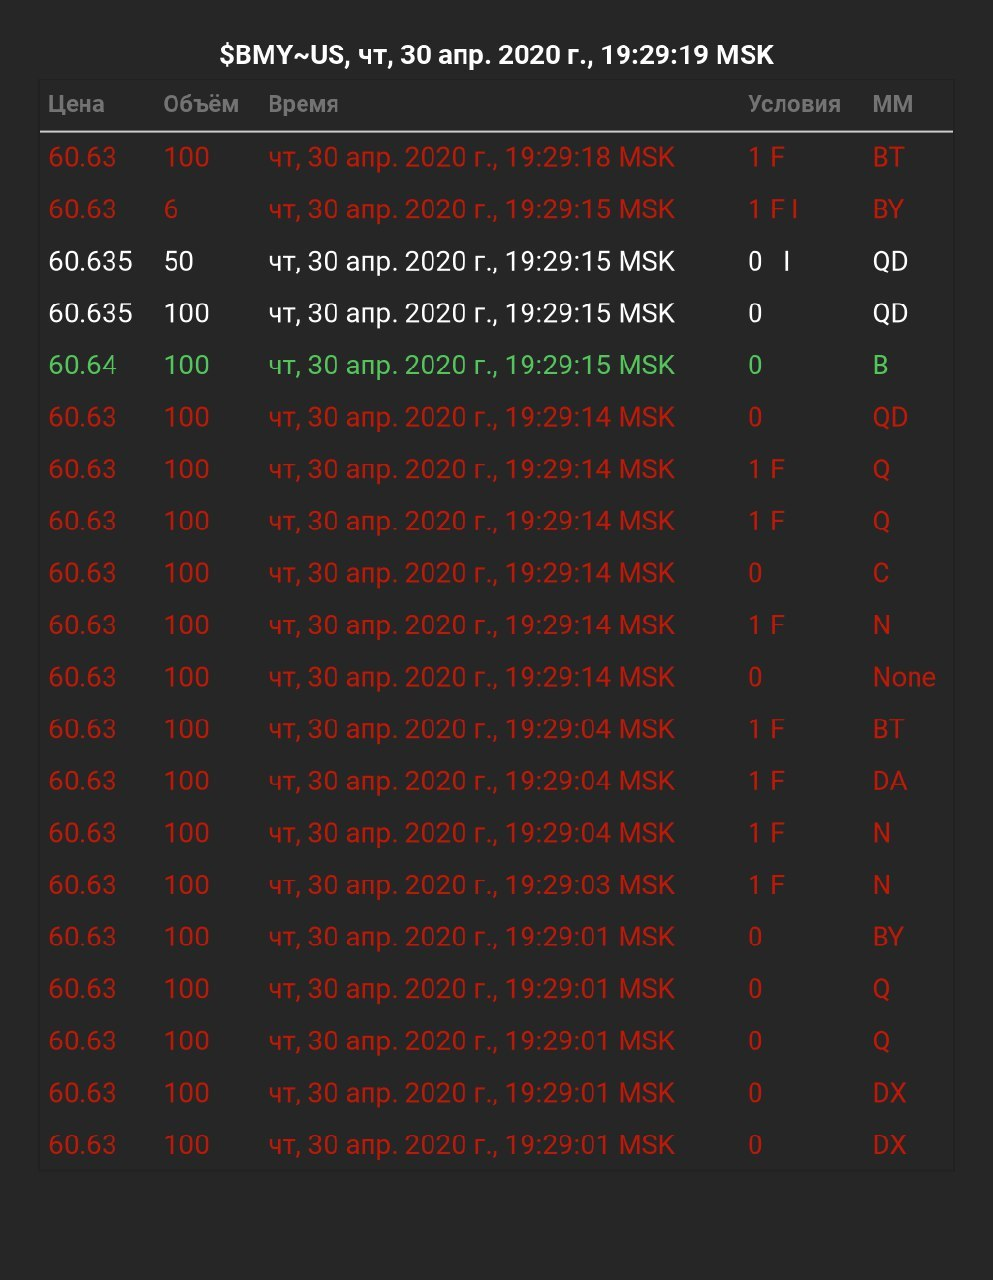 $BMY~US, чт, 30 апр. 2020 г., 19:29:19 MSK
Цена Объём Время Условия ММ
60.63 100 чт, 30 апр. 2020 г., 19:29:18 MSK 1 F BT
60.63 6 чт, 30 апр. 2020 г., 19:29:15 MSK 1 F I BY
60.635 50 чт, 30 апр. 2020 г., 19:29:15 MSK 0 I QD
60.635 100 чт, 30 апр. 2020 г., 19:29:15 MSK 0 QD
60.64 100 чт, 30 апр. 2020 г., 19:29:15 MSK 0 B
60.63 100 чт, 30 апр. 2020 г., 19:29:14 MSK 0 QD
60.63 100 чт, 30 апр. 2020 г., 19:29:14 MSK 1 F Q
60.63 100 чт, 30 апр. 2020 г., 19:29:14 MSK 1 F Q
60.63 100 чт, 30 апр. 2020 г., 19:29:14 MSK 0 C
60.63 100 чт, 30 апр. 2020 г., 19:29:14 MSK 1 F N
60.63 100 чт, 30 апр. 2020 г., 19:29:14 MSK 0 None
60.63 100 чт, 30 апр. 2020 г., 19:29:04 MSK 1 F BT
60.63 100 чт, 30 апр. 2020 г., 19:29:04 MSK 1 F DA
60.63 100 чт, 30 апр. 2020 г., 19:29:04 MSK 1 F N
60.63 100 чт, 30 апр. 2020 г., 19:29:03 MSK 1 F N
60.63 100 чт, 30 апр. 2020 г., 19:29:01 MSK 0 BY
60.63 100 чт, 30 апр. 2020 г., 19:29:01 MSK 0 Q
60.63 100 чт, 30 апр. 2020 г., 19:29:01 MSK 0 Q
60.63 100 чт, 30 апр. 2020 г., 19:29:01 MSK 0 DX
60.63 100 чт, 30 апр. 2020 г., 19:29:01 MSK 0 DX